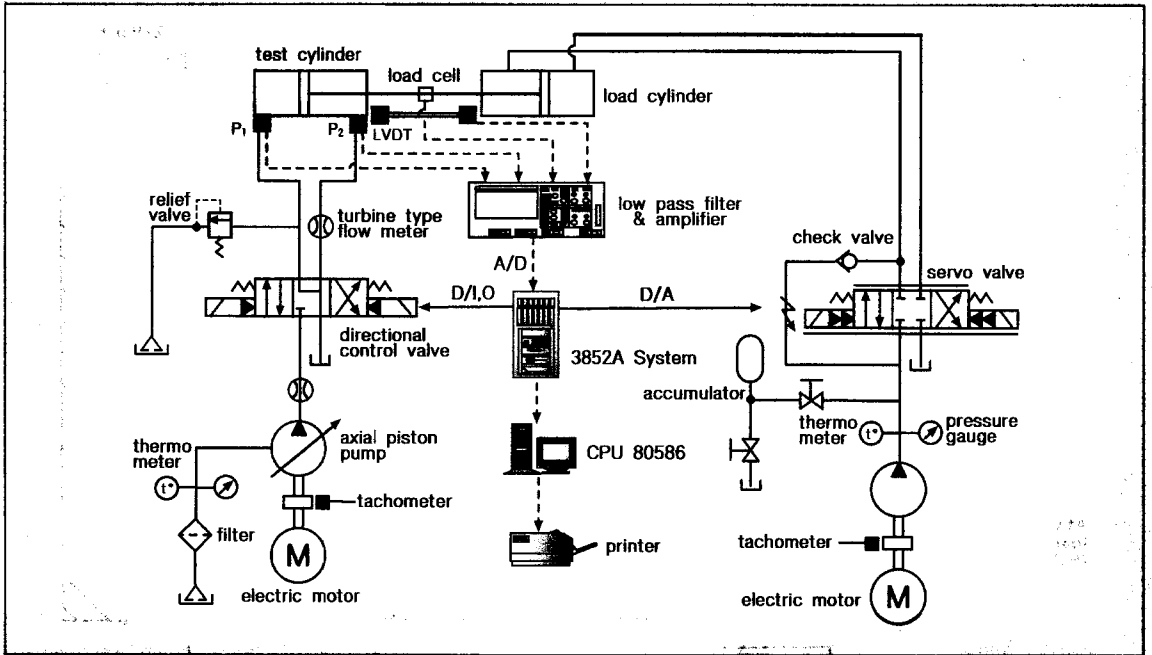 test cylinder
load cell
load cylinder
P₁
P₂
LVDT
relief
valve
turbine type
flow meter
low pass filter
& amplifier
check valve
A/D
servo valve
D/I,O
D/A
directional
control valve
3852A System
accumulator
thermo
meter
pressure
gauge
t°
thermo
meter
axial piston
pump
CPU 80586
t°
tachometer
filter
M
printer
tachometer
electric motor
electric motor
M